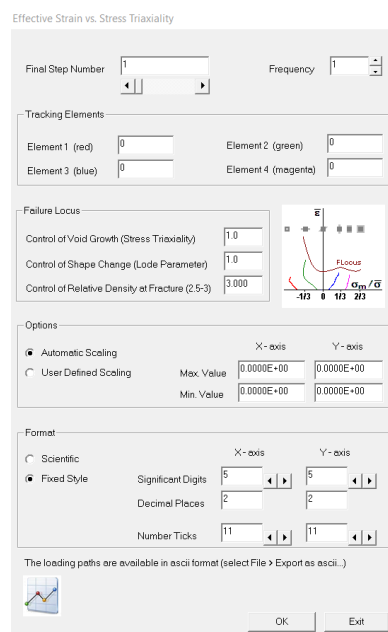 Effective Strain vs. Stress Triaxiality
Final Step Number 1 Frequency 1
Tracking Elements
Element 1 (red) 0 Element 2 (green) 0
Element 3 (blue) 0 Element 4 (magenta) 0
Failure Locus
Control of Void Growth (Stress Triaxiality) 1.0
Control of Shape Change (Lode Parameter) 1.0
Control of Relative Density at Fracture (2.5-3) 3.000
ε̅
FLocus
σm/σ̅
-1/3 0 1/3 2/3
Options
X - axis Y - axis
Automatic Scaling
User Defined Scaling
Max. Value 0.0000E+00 0.0000E+00
Min. Value 0.0000E+00 0.0000E+00
Format
X - axis Y - axis
Scientific
Fixed Style
Significant Digits 5 5
Decimal Places 2 2
Number Ticks 11 11
The loading paths are available in ascii format (select File > Export as ascii...)
OK Exit